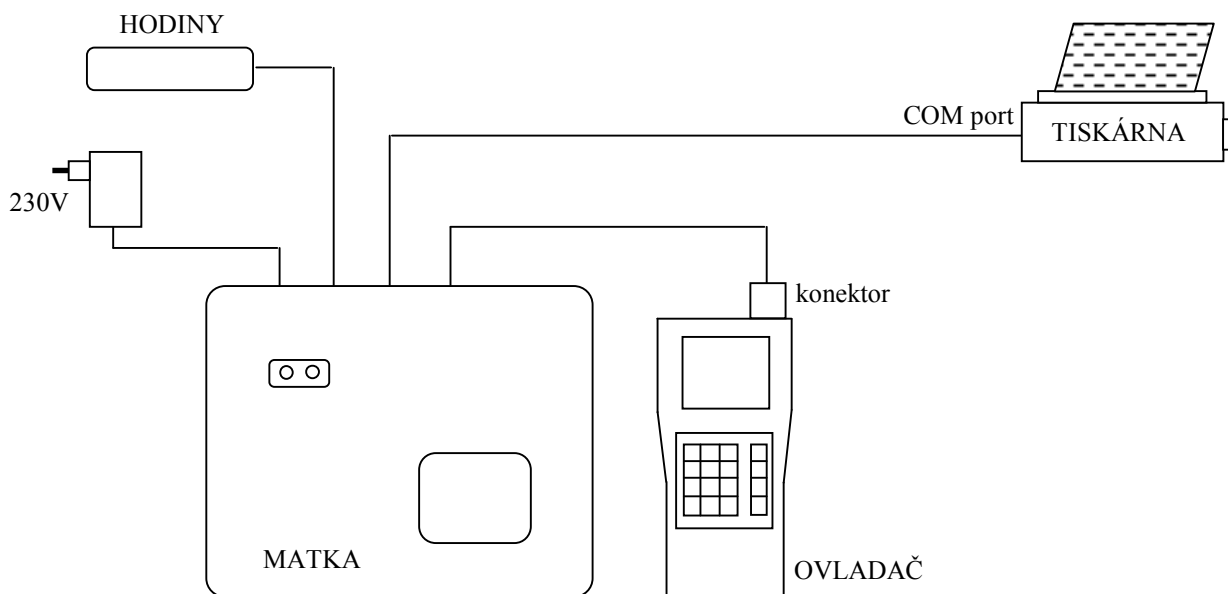 HODINY
COM port
TISKÁRNA
230V
konektor
MATKA
OVLADAČ